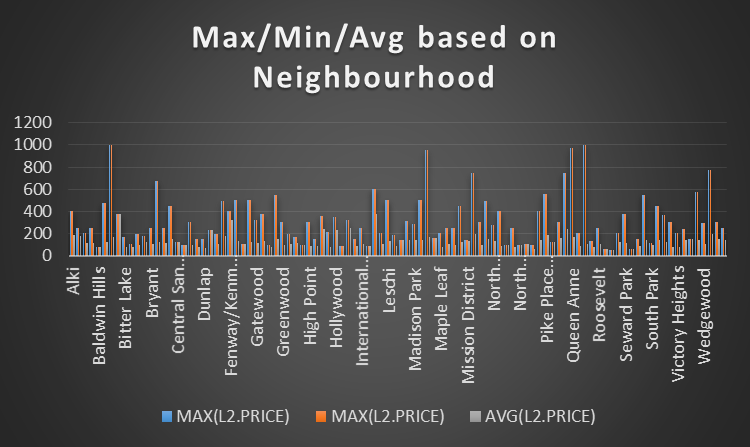 Max/Min/Avg based on
Neighbourhood
1200
1000
800
600
400
200
0
Alki
Baldwin Hills
Bitter Lake
Bryant
Central San…
Dunlap
Fenway/Kenm…
Gatewood
Greenwood
High Point
Hollywood
International…
Leschi
Madison Park
Maple Leaf
Mission District
North…
North…
Pike Place…
Queen Anne
Roosevelt
Seward Park
South Park
Victory Heights
Wedgewood
MAX(L2.PRICE) MAX(L2.PRICE) AVG(L2.PRICE)